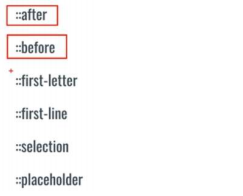 ::after
::before
::first-letter
::first-line
::selection
::placeholder